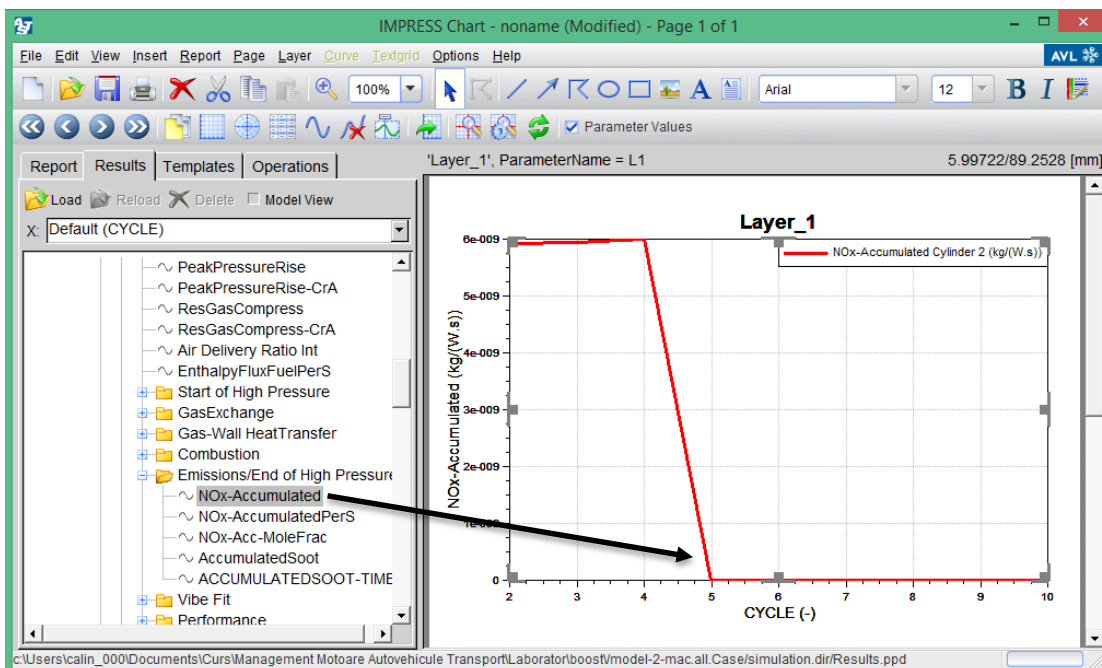 IMPRESS Chart - noname (Modified) - Page 1 of 1
File Edit View Insert Report Page Layer Curve Textgrid Options Help
AVL
100%
A
Arial
12
B I
Parameter Values
Report Results Templates Operations
'Layer_1', ParameterName = L1
5.99722/89.2528 [mm]
Load Reload Delete Model View
X: Default (CYCLE)
PeakPressureRise
PeakPressureRise-CrA
ResGasCompress
ResGasCompress-CrA
Air Delivery Ratio Int
EnthalpyFluxFuelPerS
Start of High Pressure
GasExchange
Gas-Wall HeatTransfer
Combustion
Emissions/End of High Pressure
NOx-Accumulated
NOx-AccumulatedPerS
NOx-Acc-MoleFrac
AccumulatedSoot
ACCUMULATEDSOOT-TIME
Vibe Fit
Performance
Layer_1
NOx-Accumulated Cylinder 2 (kg/(W.s))
NOx-Accumulated (kg/(W.s))
6e-009
5e-009
4e-009
3e-009
2e-009
1e-009
0
2 3 4 5 6 7 8 9 10
CYCLE (-)
c:\Users\calin_000\Documents\Curs\Management Motoare Autovehicule Transport\Laborator\boost\model-2-mac.all.Case/simulation.dir/Results.ppd